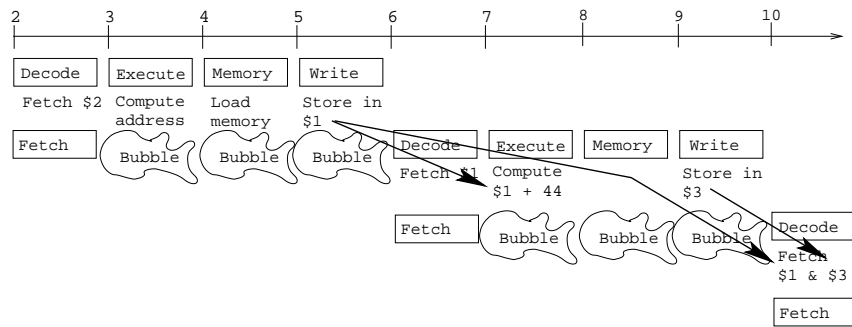 2 3 4 5 6 7 8 9 10
Decode Execute Memory Write
Fetch $2 Compute Load Store in
address memory $1
Fetch Bubble Bubble Bubble Decode Execute Memory Write
Fetch $1 Compute Store in
$1 + 44 $3
Fetch Bubble Bubble Bubble Decode
Fetch
$1 & $3
Fetch